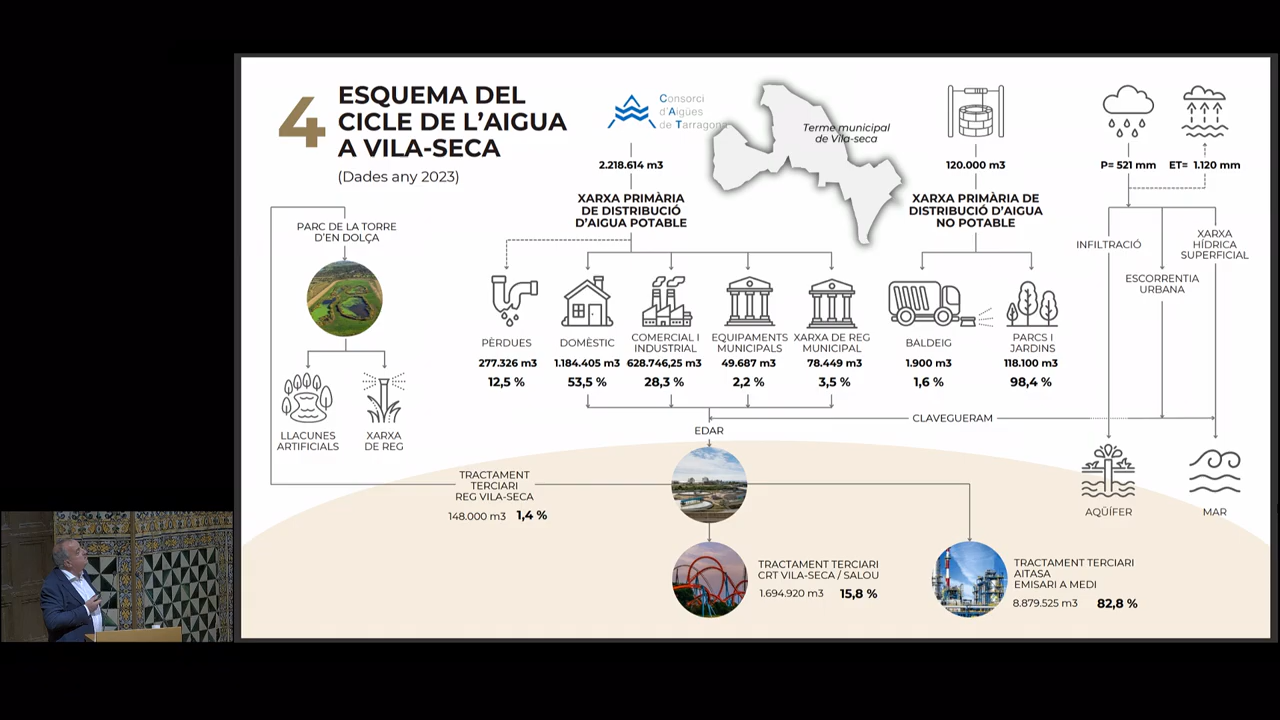 4
ESQUEMA DEL
CICLE DE L'AIGUA
A VILA-SECA
(Dades any 2023)
Consorci
d'Aigües
de Tarragona
Terme municipal
de Vila-seca
2.218.614 m3
120.000 m3
P= 521 mm
ET= 1.120 mm
XARXA PRIMÀRIA
DE DISTRIBUCIÓ
D'AIGUA POTABLE
XARXA PRIMÀRIA DE
DISTRIBUCIÓ D'AIGUA
NO POTABLE
PARC DE LA TORRE
D'EN DOLÇA
INFILTRACIÓ
XARXA
HÍDRICA
SUPERFICIAL
ESCORRENTIA
URBANA
PÈRDUES
277.326 m3
12,5 %
DOMÈSTIC
1.184.405 m3
53,5 %
COMERCIAL I
INDUSTRIAL
628.746,25 m3
28,3 %
EQUIPAMENTS
MUNICIPALS
49.687 m3
2,2 %
XARXA DE REG
MUNICIPAL
78.449 m3
3,5 %
BALDEIG
1.900 m3
1,6 %
PARCS I
JARDINS
118.100 m3
98,4 %
LLACUNES
ARTIFICIALS
XARXA
DE REG
CLAVEGUERAM
EDAR
TRACTAMENT
TERCIARI
REG VILA-SECA
148.000 m3 1,4 %
AQÜÍFER
MAR
TRACTAMENT TERCIARI
CRT VILA-SECA / SALOU
1.694.920 m3 15,8 %
TRACTAMENT TERCIARI
AITASA
EMISARI A MEDI
8.879.525 m3 82,8 %